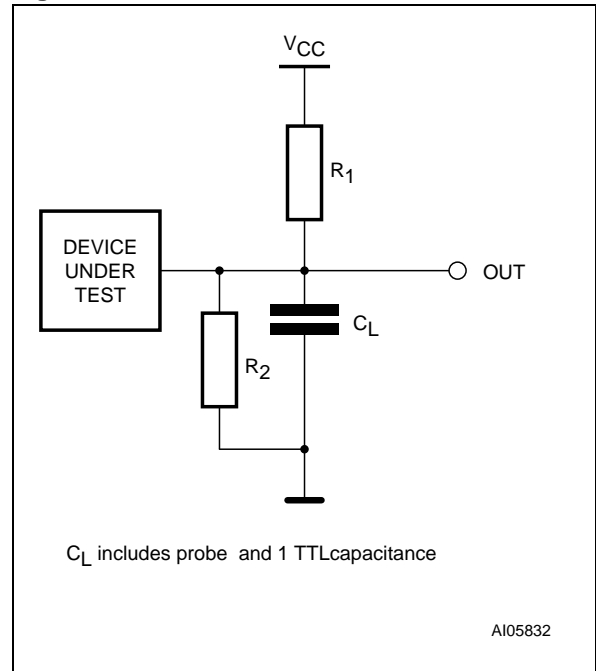 VCC
R1
DEVICE
UNDER
TEST
OUT
CL
R2
CL includes probe and 1 TTLcapacitance
AI05832